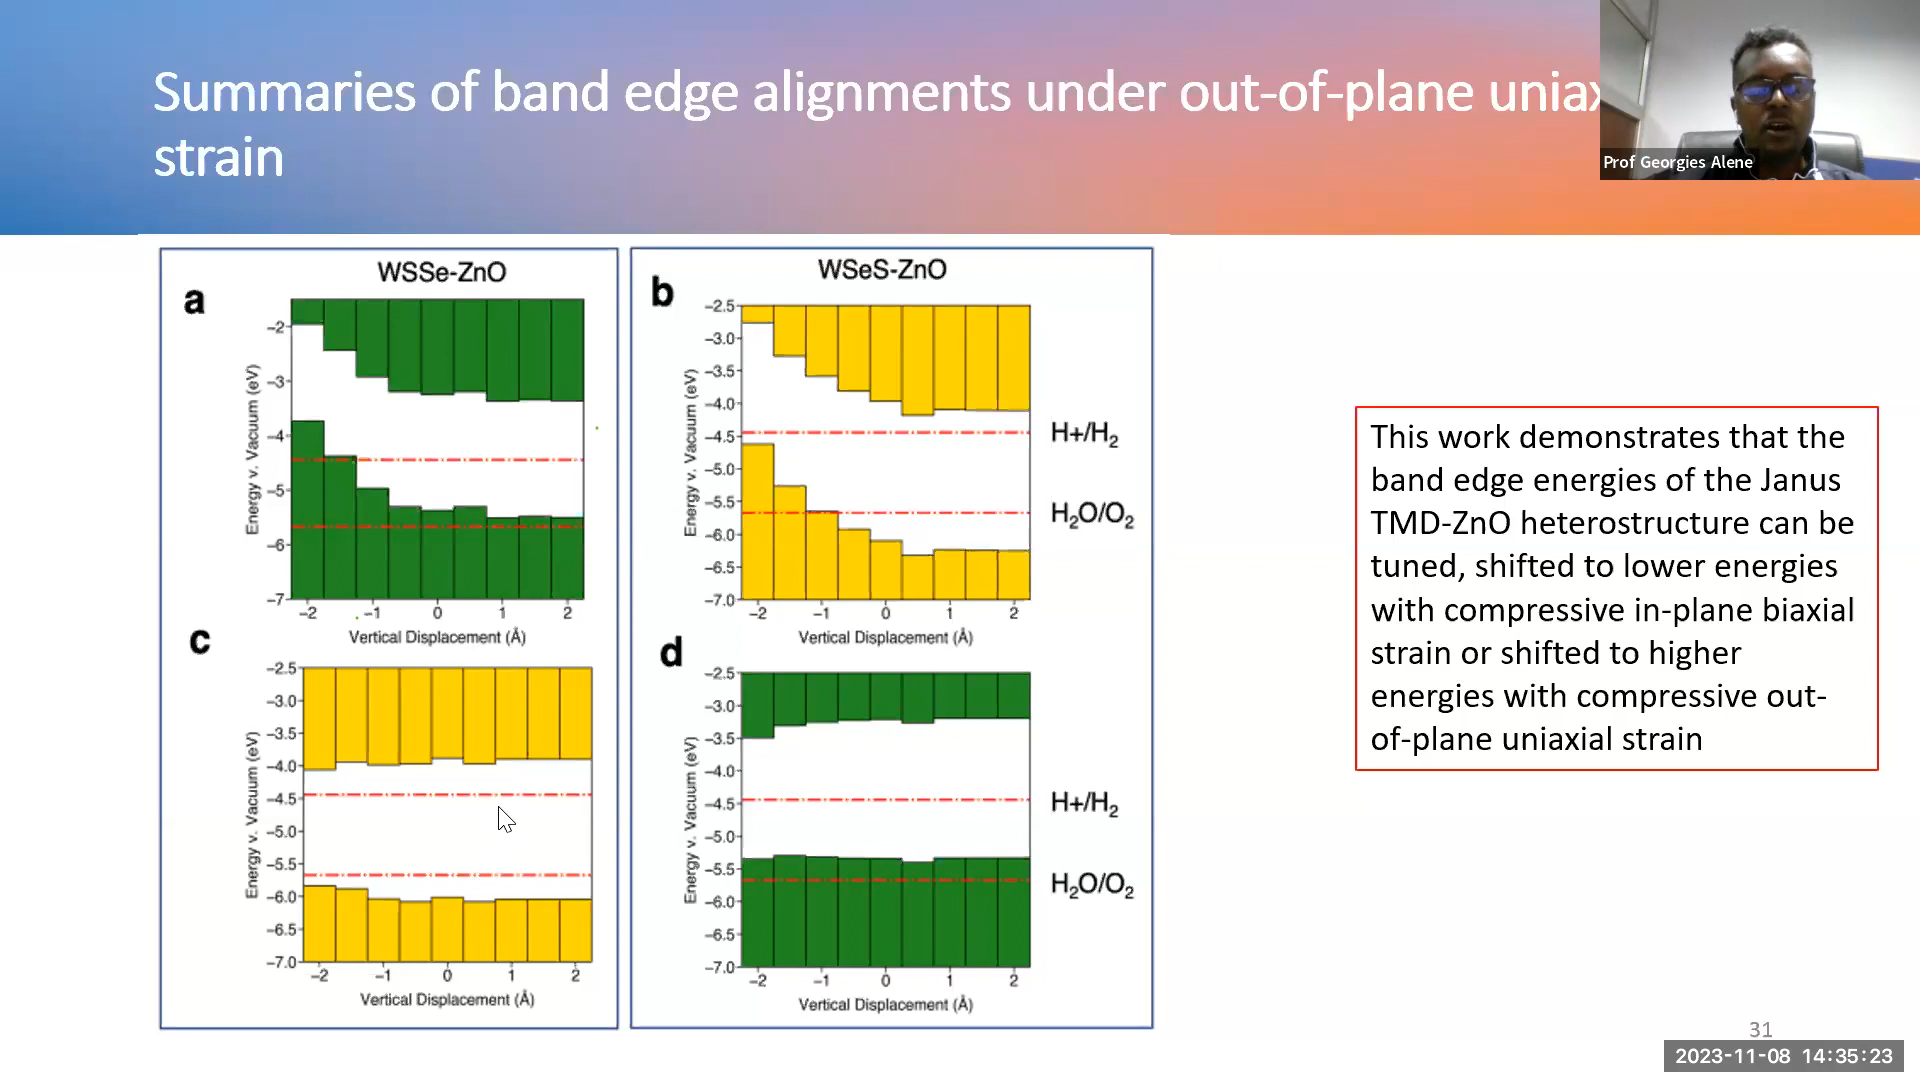 Summaries of band edge alignments under out-of-plane
strain
Prof Georgies Alene
WSSe-ZnO
a
−2
−3
−4
−5
−6
−7
Energy v. Vacuum (eV)
−2 −1 0 1 2
Vertical Displacement (Å)
WSeS-ZnO
b
−2.5
−3.0
−3.5
−4.0
−4.5
−5.0
−5.5
−6.0
−6.5
−7.0
Energy v. Vacuum (eV)
−2 −1 0 1 2
Vertical Displacement (Å)
H+/H₂
H₂O/O₂
c
−2.5
−3.0
−3.5
−4.0
−4.5
−5.0
−5.5
−6.0
−6.5
−7.0
Energy v. Vacuum (eV)
−2 −1 0 1 2
Vertical Displacement (Å)
d
−2.5
−3.0
−3.5
−4.0
−4.5
−5.0
−5.5
−6.0
−6.5
−7.0
Energy v. Vacuum (eV)
−2 −1 0 1 2
Vertical Displacement (Å)
H+/H₂
H₂O/O₂
This work demonstrates that the
band edge energies of the Janus
TMD-ZnO heterostructure can be
tuned, shifted to lower energies
with compressive in-plane biaxial
strain or shifted to higher
energies with compressive out-
of-plane uniaxial strain
31
2023-11-08 14:35:23